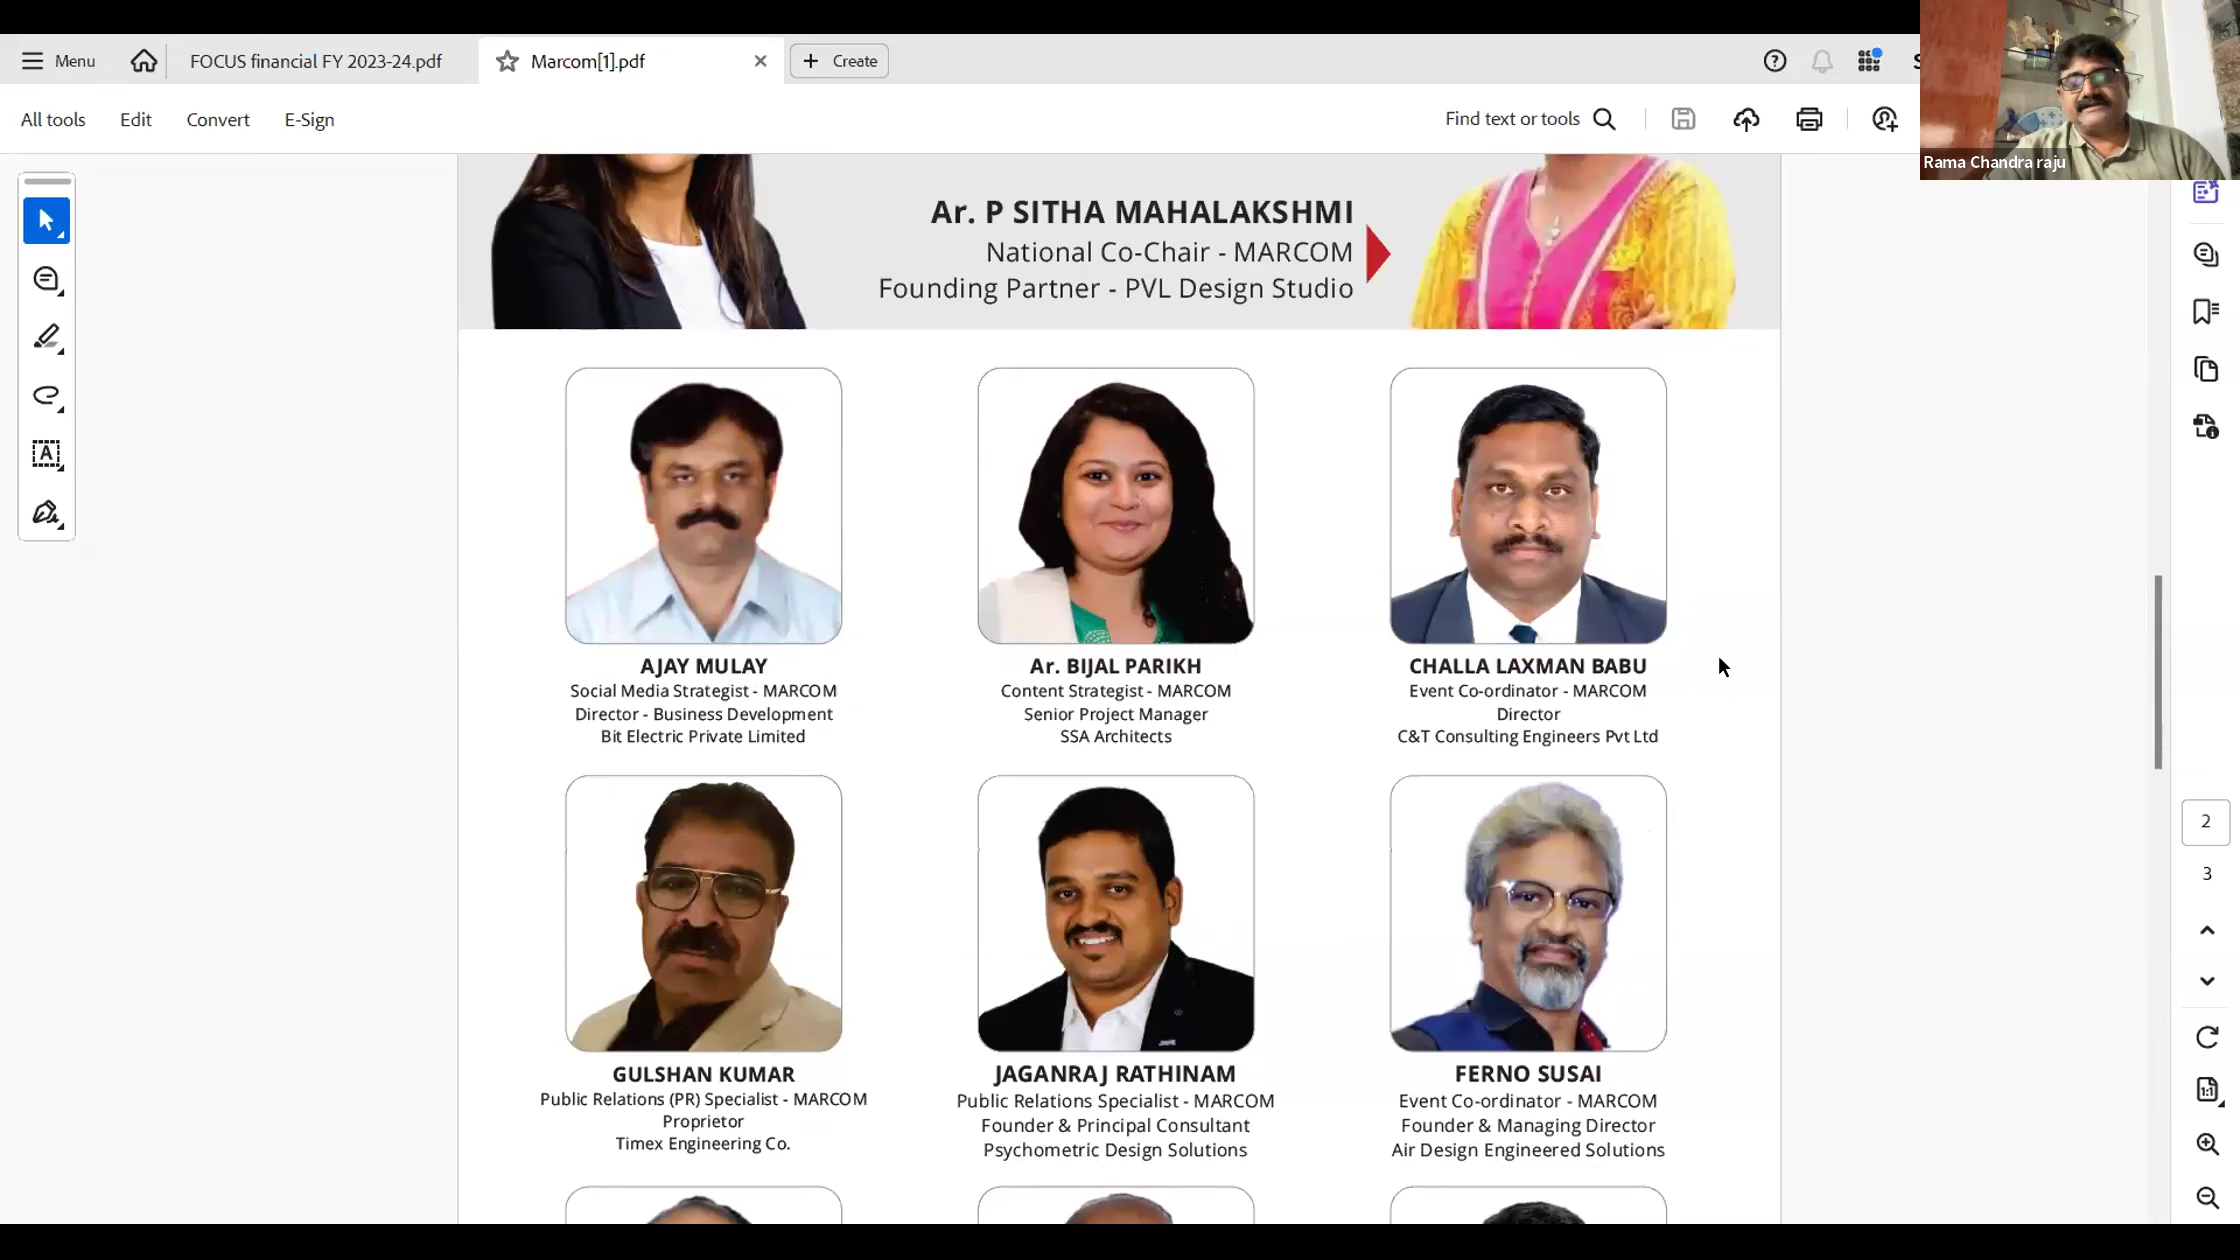 Menu
FOCUS financial FY 2023-24.pdf
Marcom[1].pdf
Create
All tools
Edit
Convert
E-Sign
Find text or tools
Rama Chandra raju
Ar. P SITHA MAHALAKSHMI
National Co-Chair - MARCOM
Founding Partner - PVL Design Studio
AJAY MULAY
Social Media Strategist - MARCOM
Director - Business Development
Bit Electric Private Limited
Ar. BIJAL PARIKH
Content Strategist - MARCOM
Senior Project Manager
SSA Architects
CHALLA LAXMAN BABU
Event Co-ordinator - MARCOM
Director
C&T Consulting Engineers Pvt Ltd
GULSHAN KUMAR
Public Relations (PR) Specialist - MARCOM
Proprietor
Timex Engineering Co.
JAGANRAJ RATHINAM
Public Relations Specialist - MARCOM
Founder & Principal Consultant
Psychometric Design Solutions
FERNO SUSAI
Event Co-ordinator - MARCOM
Founder & Managing Director
Air Design Engineered Solutions
2
3